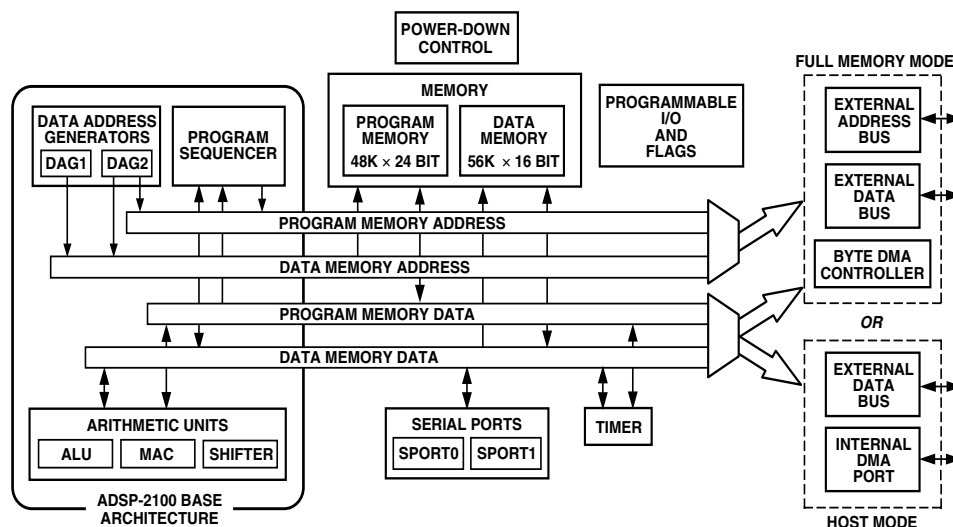 POWER-DOWN
CONTROL
FULL MEMORY MODE
MEMORY
PROGRAM
MEMORY
48K × 24 BIT
DATA
MEMORY
56K × 16 BIT
PROGRAMMABLE
I/O
AND
FLAGS
EXTERNAL
ADDRESS
BUS
DATA ADDRESS
GENERATORS
DAG1
DAG2
PROGRAM
SEQUENCER
EXTERNAL
DATA
BUS
PROGRAM MEMORY ADDRESS
DATA MEMORY ADDRESS
BYTE DMA
CONTROLLER
PROGRAM MEMORY DATA
OR
DATA MEMORY DATA
EXTERNAL
DATA
BUS
ARITHMETIC UNITS
ALU
MAC
SHIFTER
SERIAL PORTS
SPORT0
SPORT1
TIMER
INTERNAL
DMA
PORT
ADSP-2100 BASE
ARCHITECTURE
HOST MODE